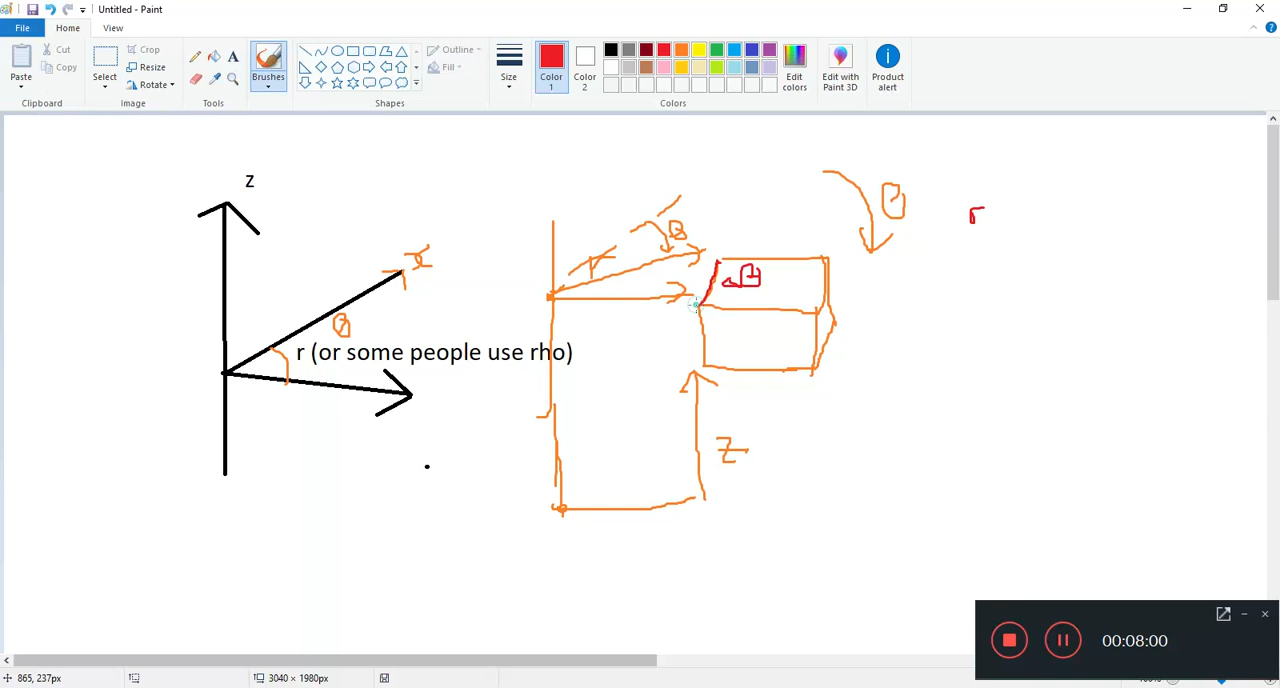 Untitled - Paint
File Home View
Paste
Cut
Copy
Clipboard
Select
Crop
Resize
Rotate
Image
A
Tools
Brushes
Outline
Fill
Shapes
Size
Color 1
Color 2
Edit colors
Colors
Edit with Paint 3D
Product alert
z
x
θ
r (or some people use rho)
r
θ
θ
r
z
00:08:00
865, 237px
3040 × 1980px